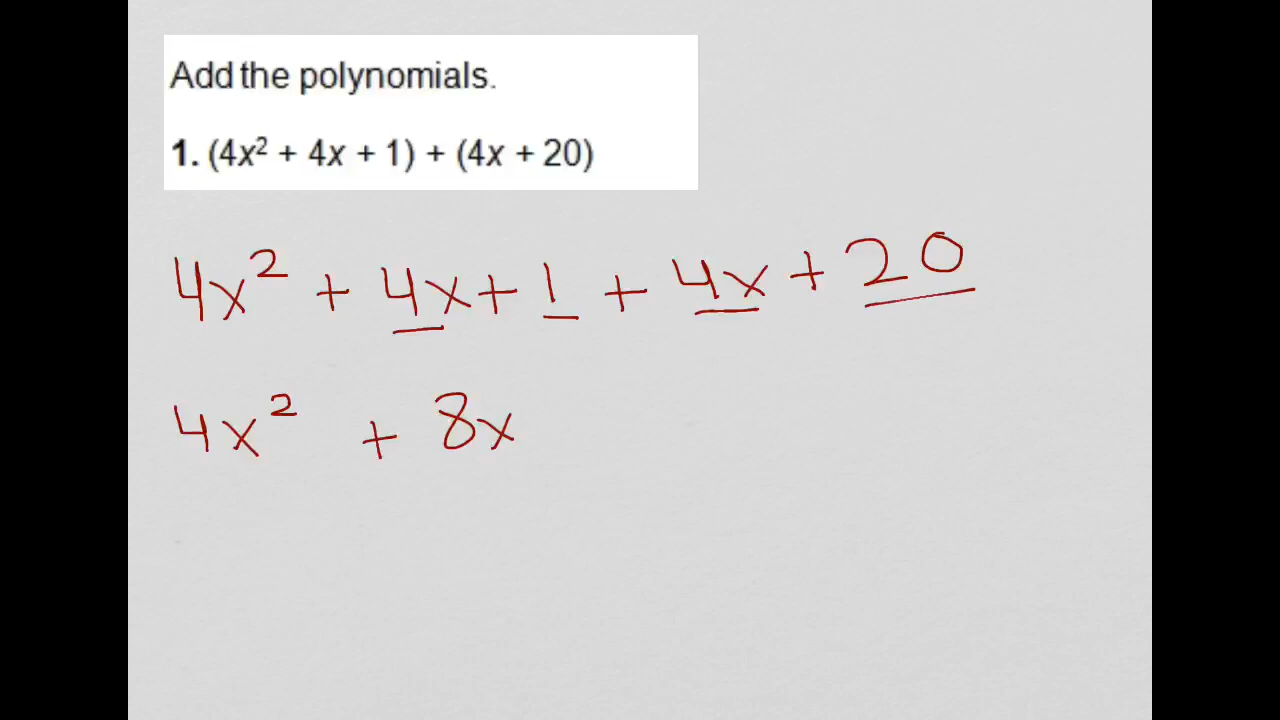 Add the polynomials.
1. (4x² + 4x + 1) + (4x + 20)
4x² + 4x + 1 + 4x + 20
4x² + 8x